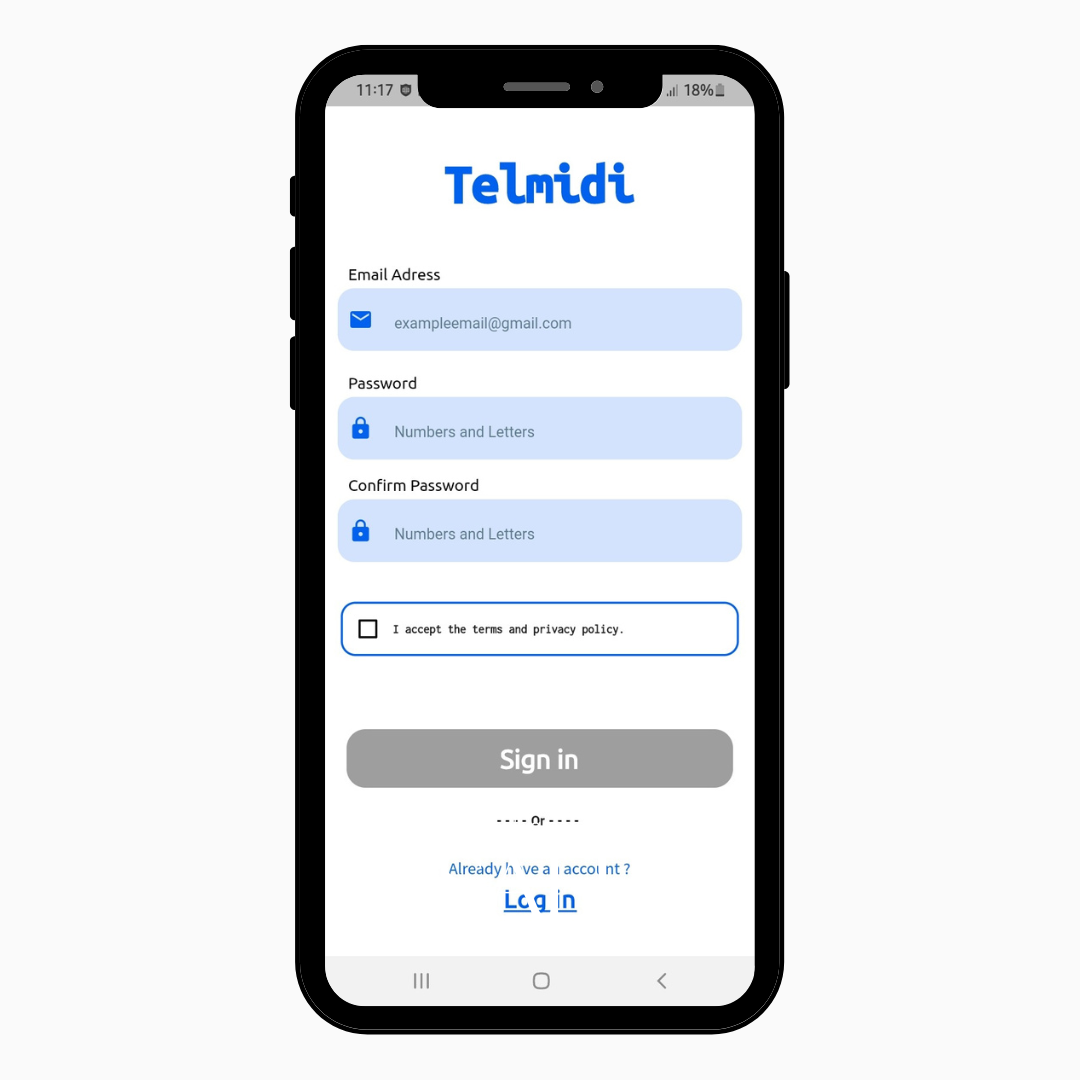 11:17 18%
Telmidi
Email Adress
exampleemail@gmail.com
Password
Numbers and Letters
Confirm Password
Numbers and Letters
I accept the terms and privacy policy.
Sign in
---- Or ----
Already have an account ?
Log in